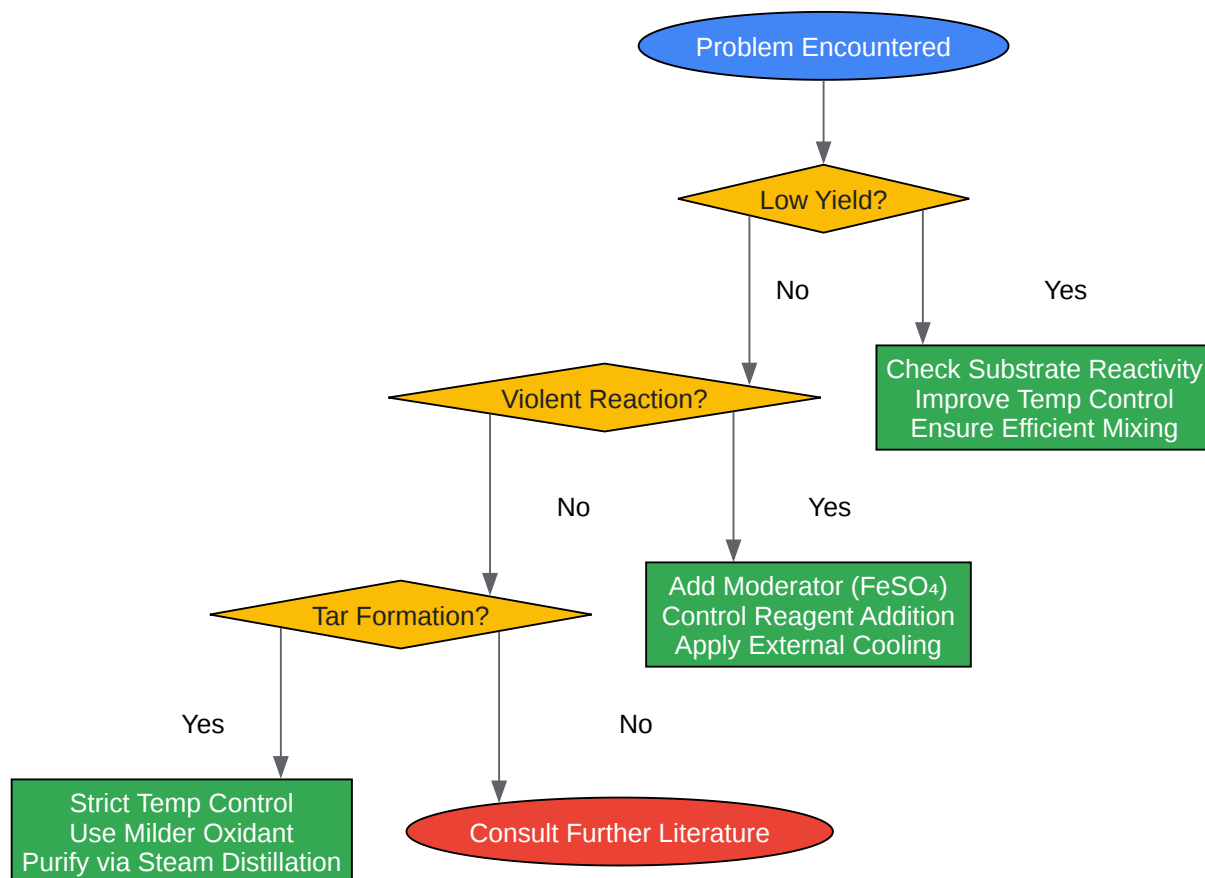 Problem Encountered
Low Yield?
No
Yes
Check Substrate Reactivity
Improve Temp Control
Ensure Efficient Mixing
Violent Reaction?
No
Yes
Add Moderator (FeSO₄)
Control Reagent Addition
Apply External Cooling
Tar Formation?
Yes
No
Strict Temp Control
Use Milder Oxidant
Purify via Steam Distillation
Consult Further Literature